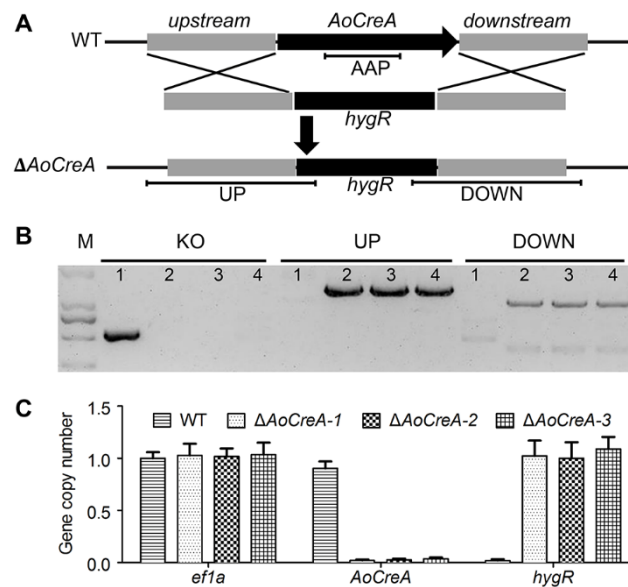 A
upstream AoCreA downstream
WT
AAP
hygR
ΔAoCreA
UP hygR DOWN
B
M KO UP DOWN
1 2 3 4 1 2 3 4 1 2 3 4
C
1.5
WT ΔAoCreA-1 ΔAoCreA-2 ΔAoCreA-3
1.0
0.5
0.0
Gene copy number
ef1a AoCreA hygR